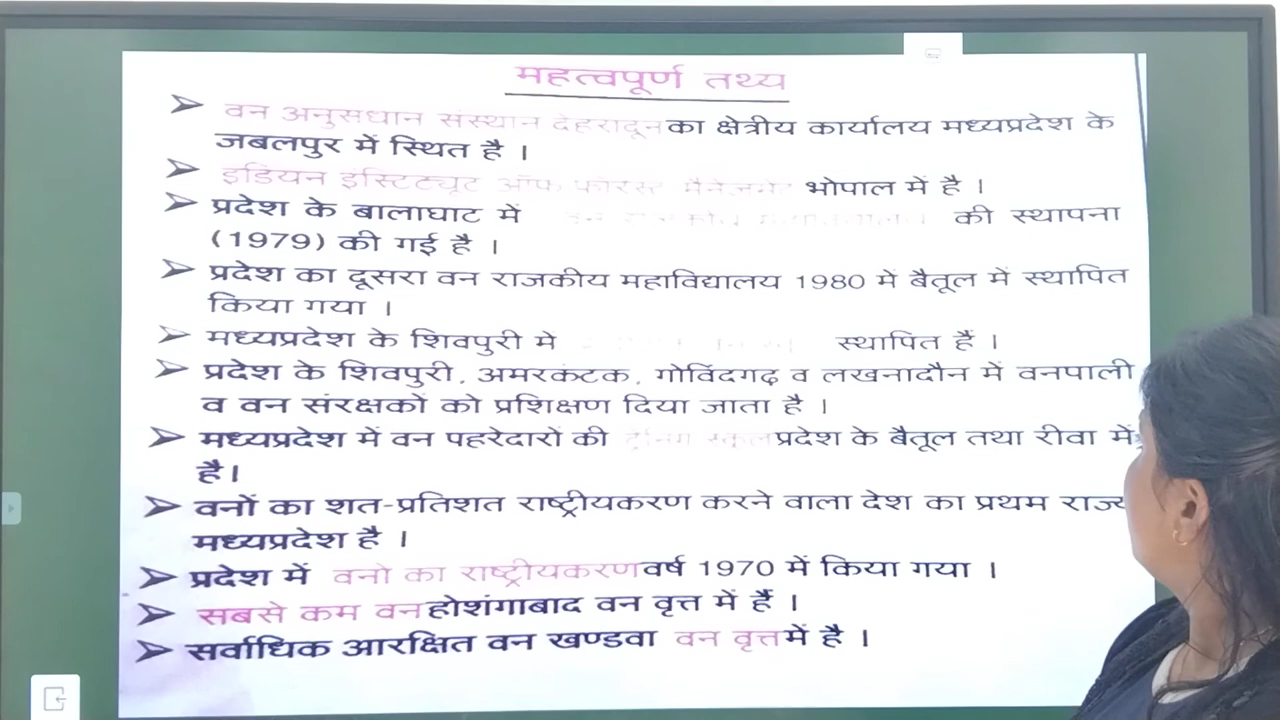 महत्वपूर्ण तथ्य
वन अनुसधान संस्थान देहरादून का क्षेत्रीय कार्यालय मध्यप्रदेश के
जबलपुर में स्थित है ।
इडियन इस्टिट्यूट ऑफ फॉरेस्ट मैनेजमेंट भोपाल में है ।
प्रदेश के बालाघाट में की स्थापना
(1979) की गई है ।
प्रदेश का दूसरा वन राजकीय महाविद्यालय 1980 में बैतूल में स्थापित
किया गया ।
मध्यप्रदेश के शिवपुरी मे स्थापित हैं ।
प्रदेश के शिवपुरी, अमरकंटक, गोविंदगढ़ व लखनादौन में वनपाली
व वन संरक्षकों को प्रशिक्षण दिया जाता है ।
मध्यप्रदेश में वन पहरेदारों की ट्रेनिंग स्कूल प्रदेश के बैतूल तथा रीवा में
है।
वनों का शत-प्रतिशत राष्ट्रीयकरण करने वाला देश का प्रथम राज्य
मध्यप्रदेश है ।
प्रदेश में वनो का राष्ट्रीयकरण वर्ष 1970 में किया गया ।
सबसे कम वन होशंगाबाद वन वृत्त में हैं ।
सर्वाधिक आरक्षित वन खण्डवा वन वृत्त में है ।